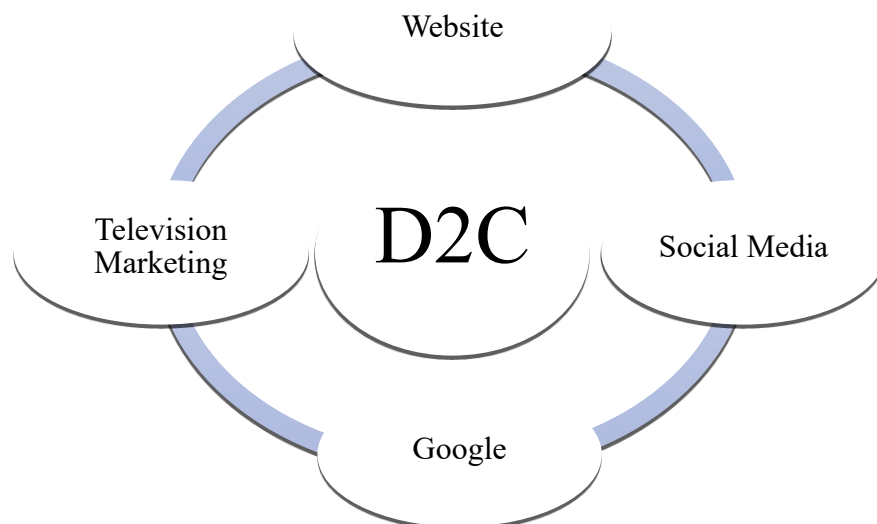 Website
Television
Marketing
D2C
Social Media
Google